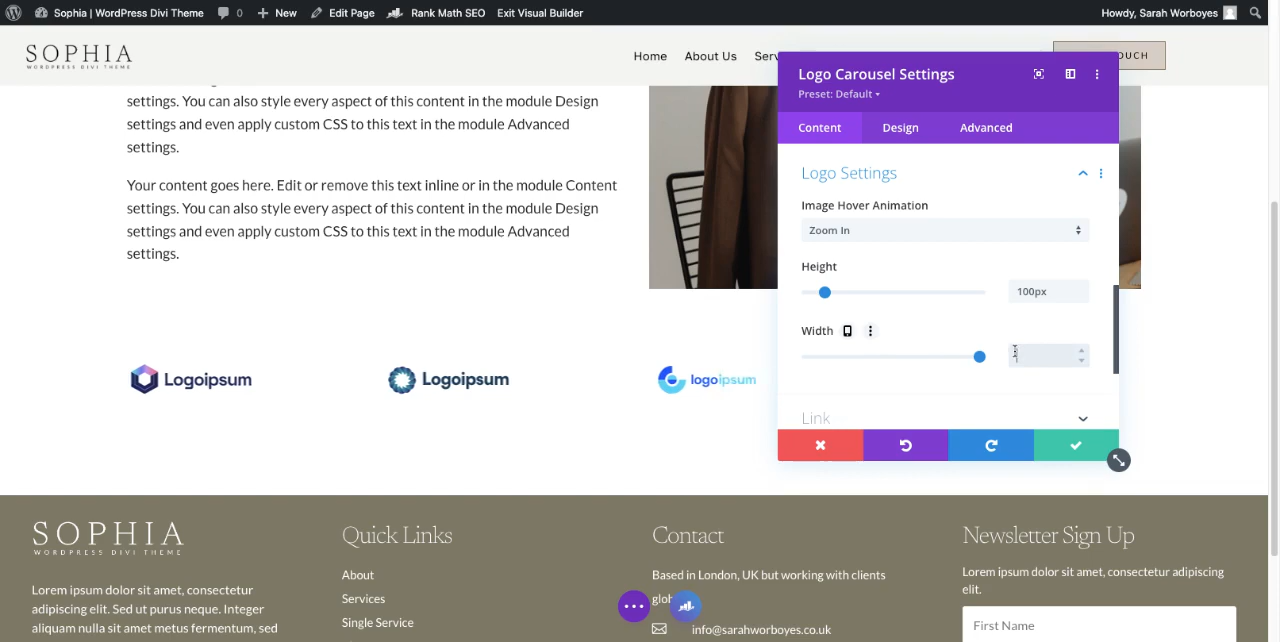 Sophia | WordPress Divi Theme 0 New Edit Page Rank Math SEO Exit Visual Builder Howdy, Sarah Worboyes
SOPHIA
WORDPRESS DIVI THEME
Home About Us
settings. You can also style every aspect of this content in the module Design
settings and even apply custom CSS to this text in the module Advanced
settings.
Your content goes here. Edit or remove this text inline or in the module Content
settings. You can also style every aspect of this content in the module Design
settings and even apply custom CSS to this text in the module Advanced
settings.
Logo Carousel Settings
Preset: Default
Content Design Advanced
Logo Settings
Image Hover Animation
Zoom In
Height
100px
Width
Link
Logoipsum Logoipsum logoipsum
SOPHIA
WORDPRESS DIVI THEME
Lorem ipsum dolor sit amet, consectetur
adipiscing elit. Sed ut purus neque. Integer
aliquam nulla sit amet metus fermentum, sed
Quick Links
About
Services
Single Service
Contact
Based in London, UK but working with clients
info@sarahworboyes.co.uk
Newsletter Sign Up
Lorem ipsum dolor sit amet, consectetur adipiscing
elit.
First Name